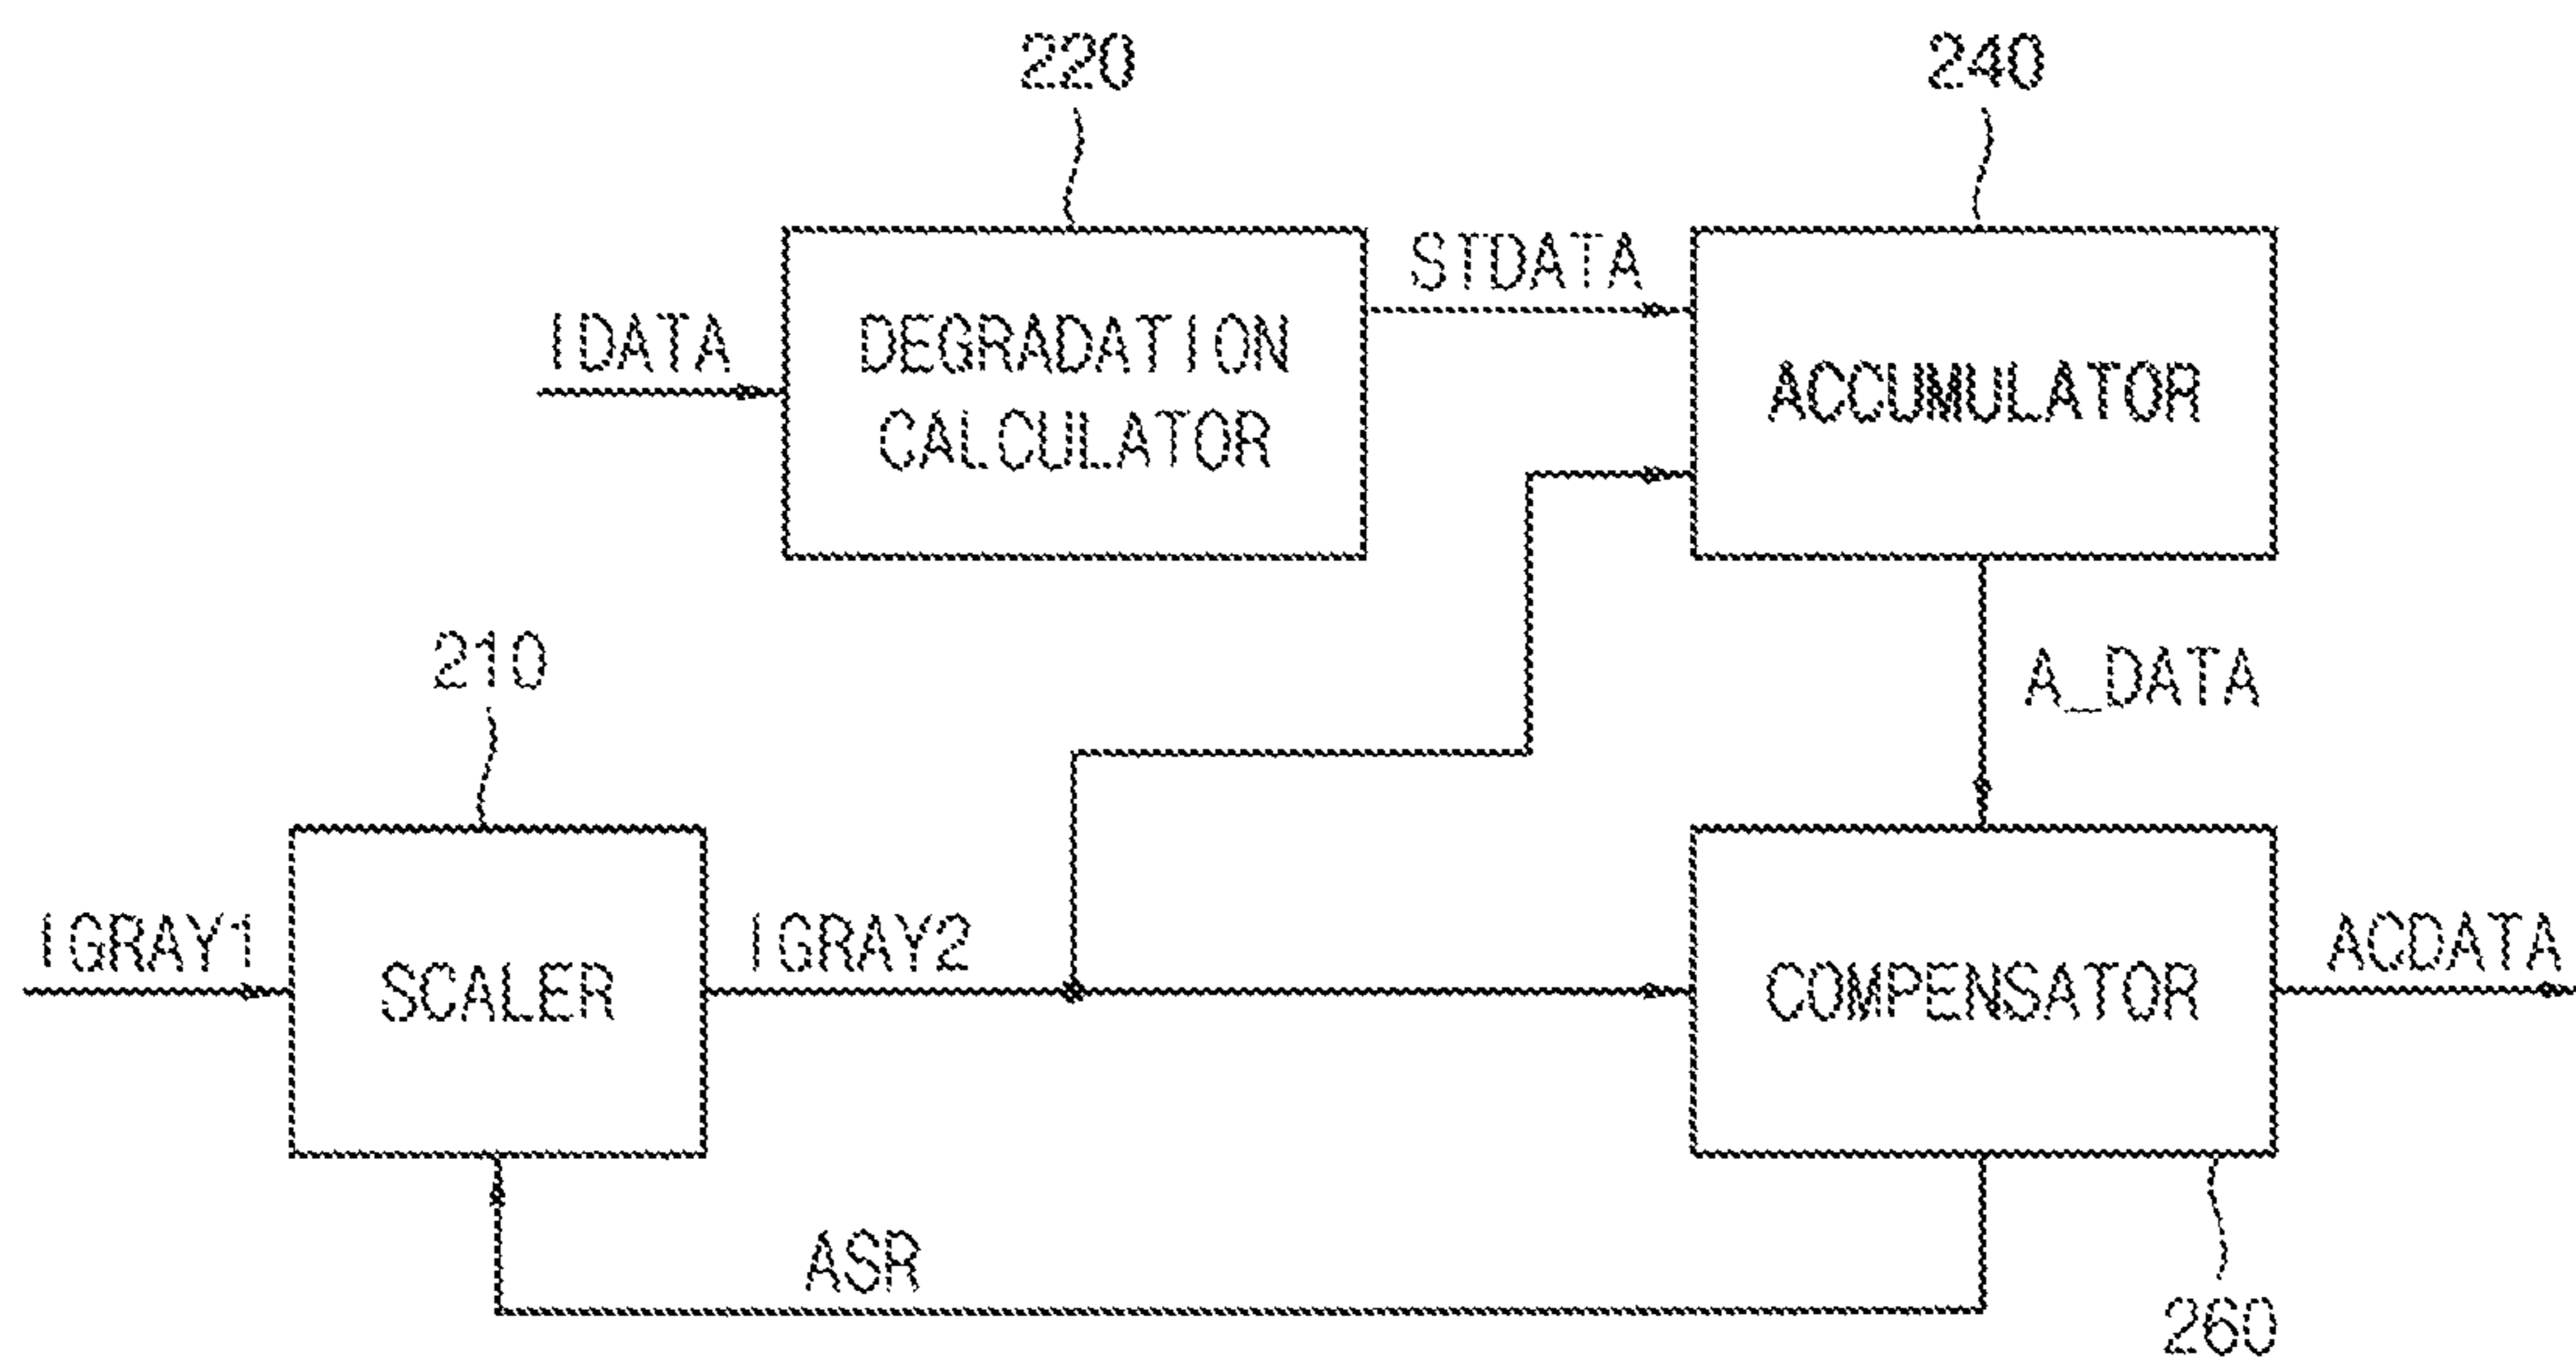 220
240
STDATA
IDATA
DEGRADATION
CALCULATOR
ACCUMULATOR
210
A_DATA
IGRAY1
SCALER
IGRAY2
COMPENSATOR
ACDATA
ASR
260